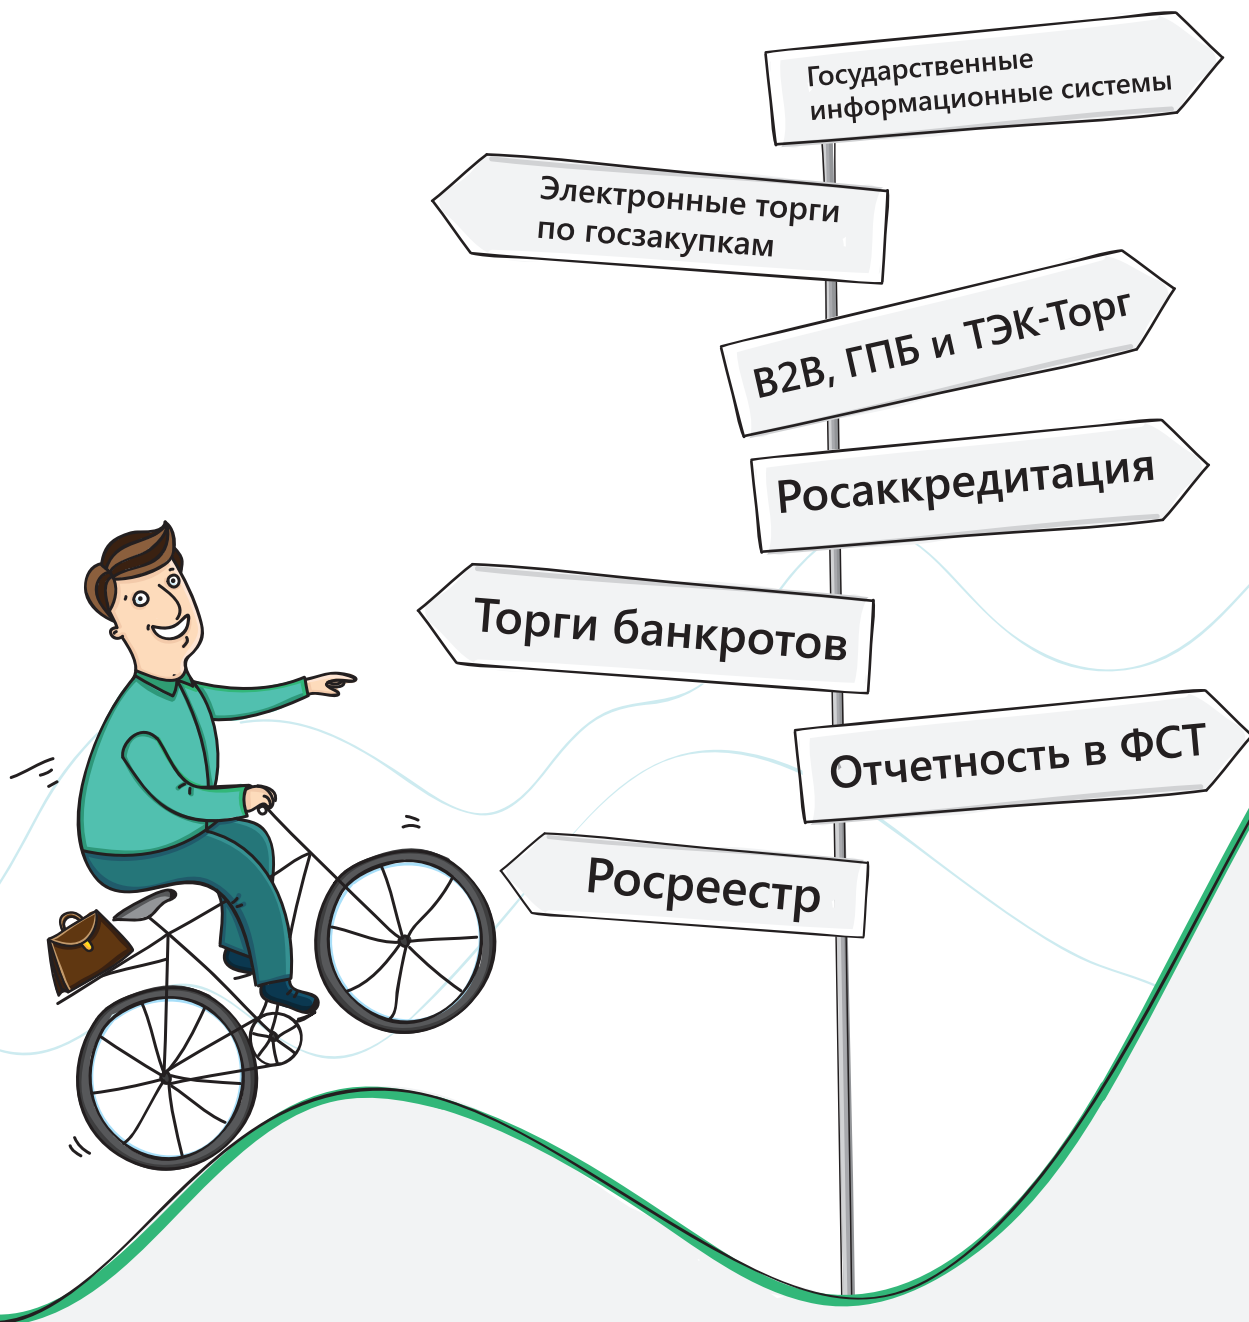 Государственные
информационные системы
Электронные торги
по госзакупкам
B2B, ГПБ и ТЭК-Торг
Росаккредитация
Торги банкротов
Отчетность в ФСТ
Росреестр